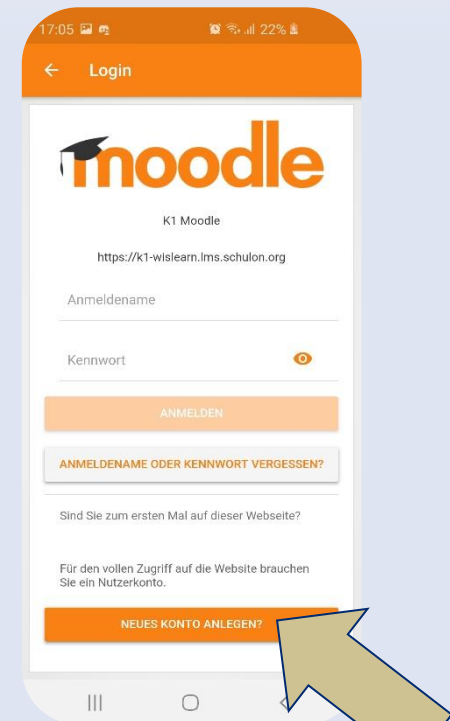 17:05 22%
Login
moodle
K1 Moodle
https://k1-wislearn.lms.schulon.org
Anmeldename
Kennwort
ANMELDEN
ANMELDENAME ODER KENNWORT VERGESSEN?
Sind Sie zum ersten Mal auf dieser Webseite?
Für den vollen Zugriff auf die Website brauchen
Sie ein Nutzerkonto.
NEUES KONTO ANLEGEN?